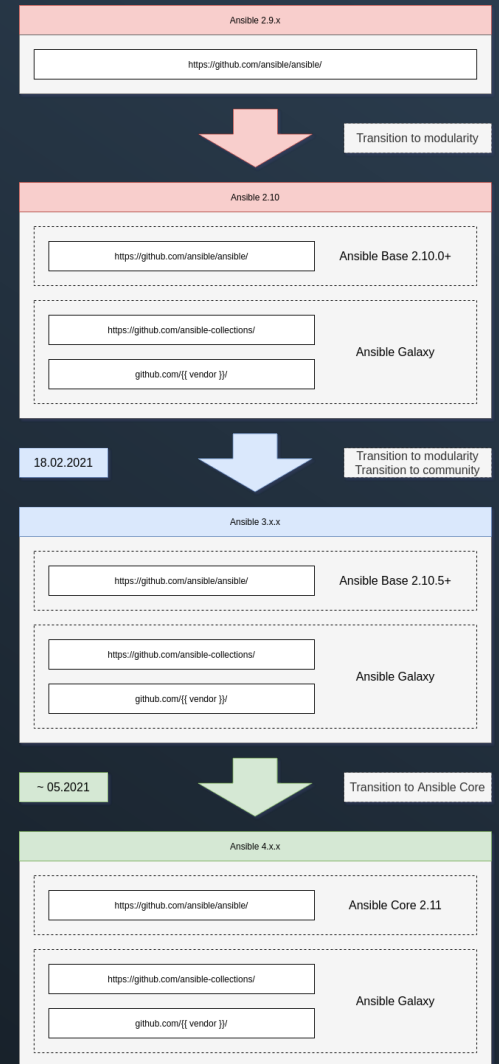 Ansible 2.9.x
https://github.com/ansible/ansible/
Transition to modularity
Ansible 2.10
https://github.com/ansible/ansible/
Ansible Base 2.10.0+
https://github.com/ansible-collections/
Ansible Galaxy
github.com/{{ vendor }}/
18.02.2021
Transition to modularity
Transition to community
Ansible 3.x.x
https://github.com/ansible/ansible/
Ansible Base 2.10.5+
https://github.com/ansible-collections/
Ansible Galaxy
github.com/{{ vendor }}/
~ 05.2021
Transition to Ansible Core
Ansible 4.x.x
https://github.com/ansible/ansible/
Ansible Core 2.11
https://github.com/ansible-collections/
Ansible Galaxy
github.com/{{ vendor }}/